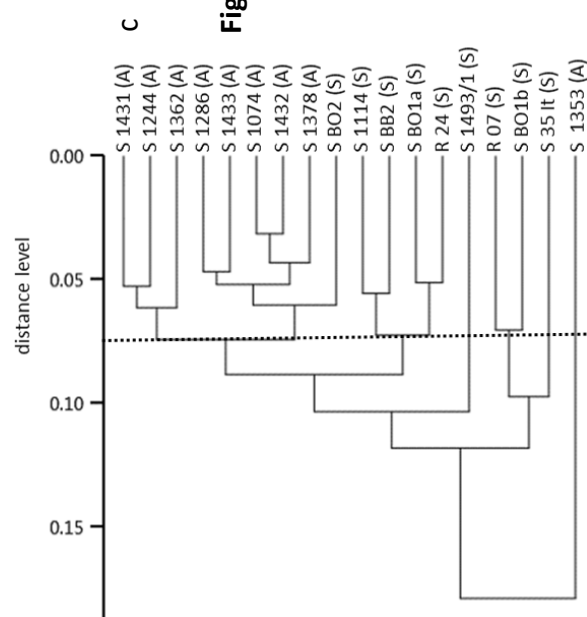 C
Fig
S 1431 (A)
S 1244 (A)
S 1362 (A)
S 1286 (A)
S 1433 (A)
S 1074 (A)
S 1432 (A)
S 1378 (A)
S BO2 (S)
S 1114 (S)
S BB2 (S)
S BO1a (S)
R 24 (S)
S 1493/1 (S)
R 07 (S)
S BO1b (S)
S 35 lt (S)
S 1353 (A)
distance level
0.00
0.05
0.10
0.15